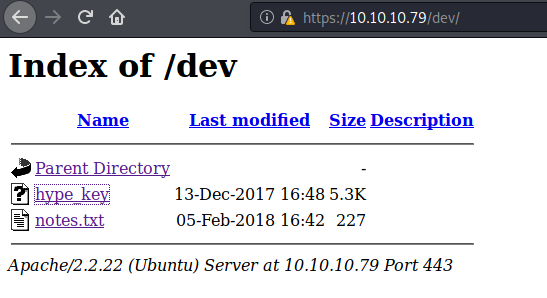 https://10.10.10.79/dev/
Index of /dev
Name Last modified Size Description
Parent Directory -
hype_key 13-Dec-2017 16:48 5.3K
notes.txt 05-Feb-2018 16:42 227
Apache/2.2.22 (Ubuntu) Server at 10.10.10.79 Port 443